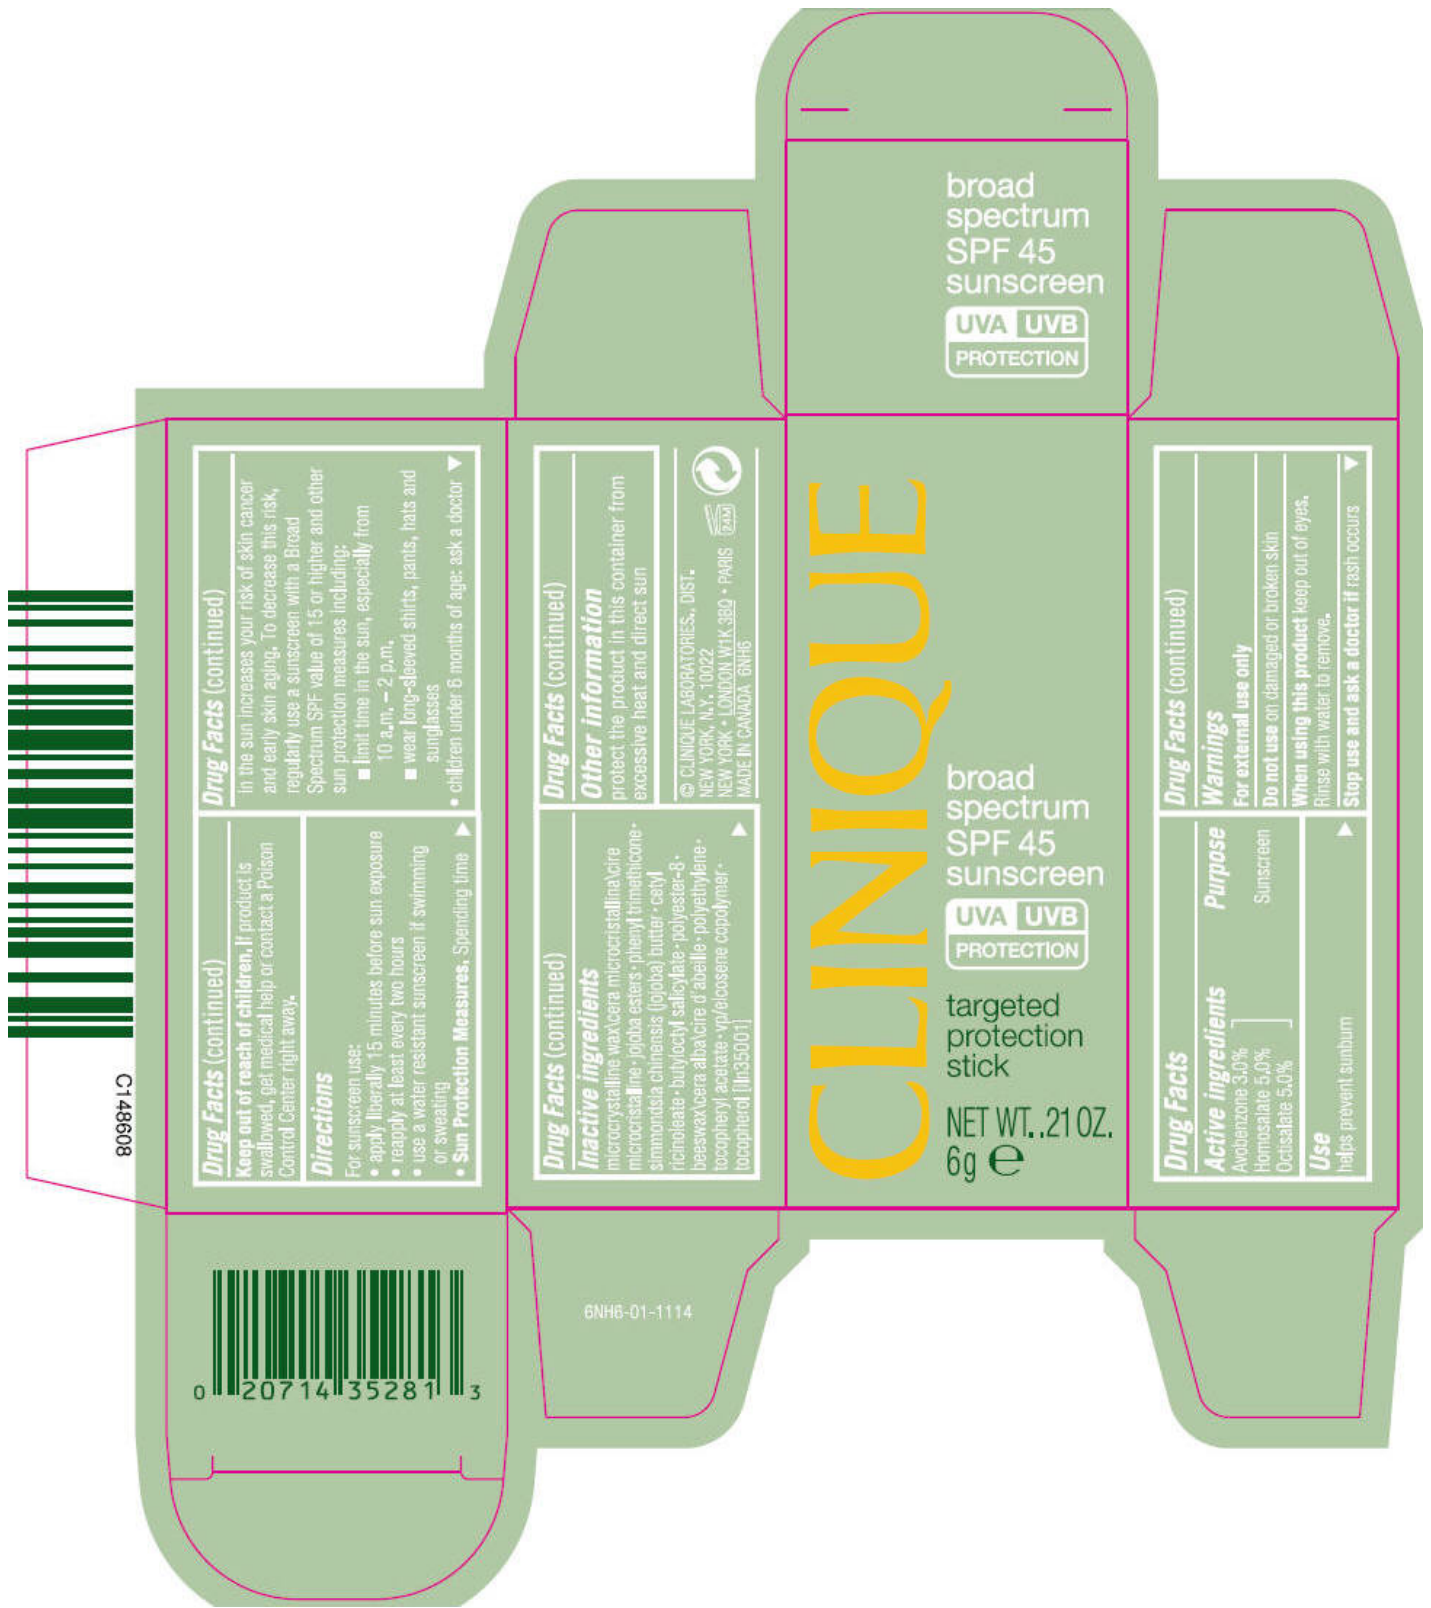 broad
spectrum
SPF 45
sunscreen
UVA UVB
PROTECTION
CLINIQUE
broad
spectrum
SPF 45
sunscreen
UVA UVB
PROTECTION
targeted
protection
stick
NET WT. .21 OZ.
6g ℮
Drug Facts
Active ingredients Purpose
Avobenzone 3.0%
Homosalate 5.0% Sunscreen
Octisalate 5.0%
Use
helps prevent sunburn
Drug Facts (continued)
Warnings
For external use only
Do not use on damaged or broken skin
When using this product keep out of eyes.
Rinse with water to remove.
Stop use and ask a doctor if rash occurs
Drug Facts (continued)
Keep out of reach of children. If product is
swallowed, get medical help or contact a Poison
Control Center right away.
Directions
For sunscreen use:
• apply liberally 15 minutes before sun exposure
• reapply at least every two hours
• use a water resistant sunscreen if swimming
or sweating
• Sun Protection Measures. Spending time
Drug Facts (continued)
in the sun increases your risk of skin cancer
and early skin aging. To decrease this risk,
regularly use a sunscreen with a Broad
Spectrum SPF value of 15 or higher and other
sun protection measures including:
■ limit time in the sun, especially from
10 a.m. – 2 p.m.
■ wear long-sleeved shirts, pants, hats and
sunglasses
• children under 6 months of age: ask a doctor
Drug Facts (continued)
Inactive ingredients
microcrystalline wax\cera microcristallina\cire
microcristalline • jojoba esters • phenyl trimethicone •
simmondsia chinensis (jojoba) butter • cetyl
ricinoleate • butyloctyl salicylate • polyester-8 •
beeswax\cera alba\cire d'abeille • polyethylene •
tocopheryl acetate • vp/eicosene copolymer •
tocopherol [iln35001]
Drug Facts (continued)
Other information
protect the product in this container from
excessive heat and direct sun
© CLINIQUE LABORATORIES, DIST.
NEW YORK, N.Y. 10022
NEW YORK • LONDON W1K 3BQ • PARIS
MADE IN CANADA 6NH6
24M
C148608
0 20714 35281 3
6NH6-01-1114